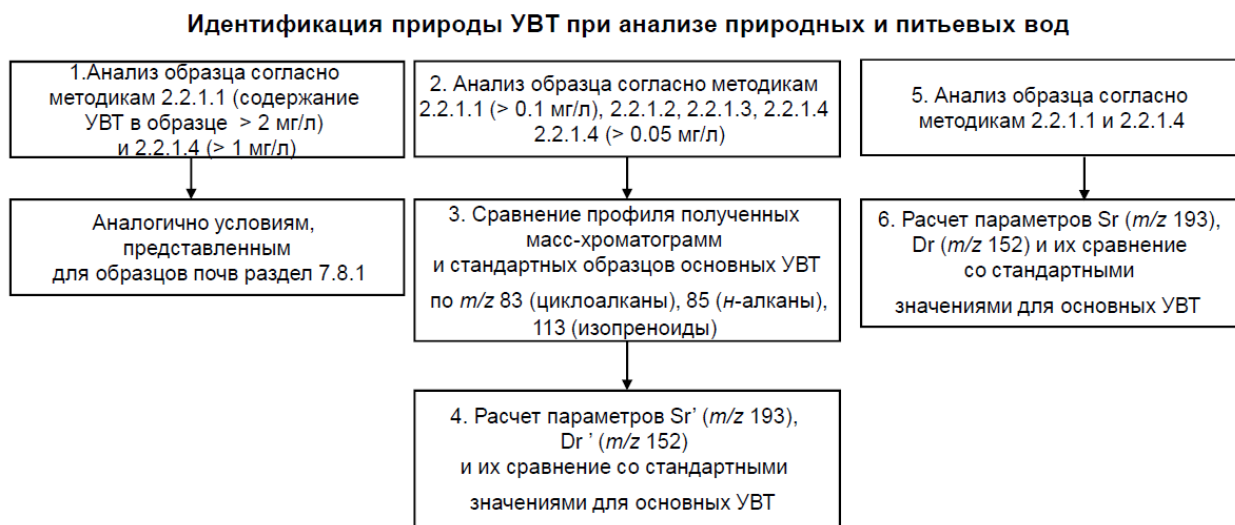 Идентификация природы УВТ при анализе природных и питьевых вод
1.Анализ образца согласно
методикам 2.2.1.1 (содержание
УВТ в образце > 2 мг/л)
и 2.2.1.4 (> 1 мг/л)
Аналогично условиям,
представленным
для образцов почв раздел 7.8.1
2. Анализ образца согласно методикам
2.2.1.1 (> 0.1 мг/л), 2.2.1.2, 2.2.1.3, 2.2.1.4
2.2.1.4 (> 0.05 мг/л)
3. Сравнение профиля полученных
масс-хроматограмм
и стандартных образцов основных УВТ
по m/z 83 (циклоалканы), 85 (н-алканы),
113 (изопреноиды)
4. Расчет параметров Sr’ (m/z 193),
Dr ’ (m/z 152)
и их сравнение со стандартными
значениями для основных УВТ
5. Анализ образца согласно
методикам 2.2.1.1 и 2.2.1.4
6. Расчет параметров Sr (m/z 193),
Dr (m/z 152) и их сравнение
со стандартными
значениями для основных УВТ